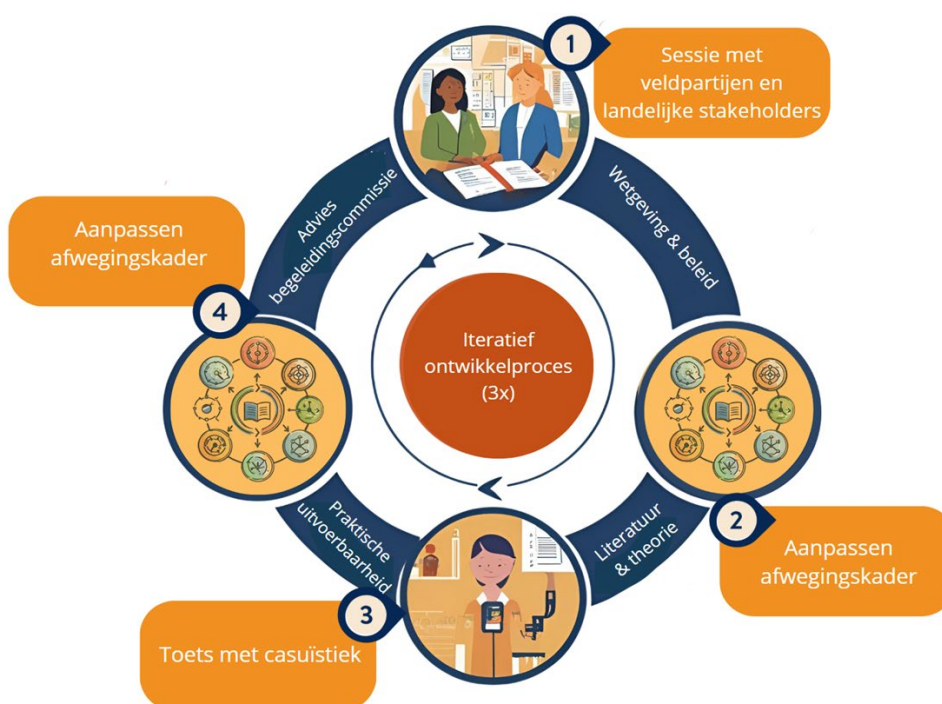 1
Sessie met
veldpartijen en
landelijke stakeholders
Wetgeving & beleid
2
Aanpassen
afwegingskader
Literatuur
& theorie
3
Toets met casuïstiek
Praktische
uitvoerbaarheid
4
Aanpassen
afwegingskader
Advies
begeleidingscommissie
Iteratief
ontwikkelproces
(3x)